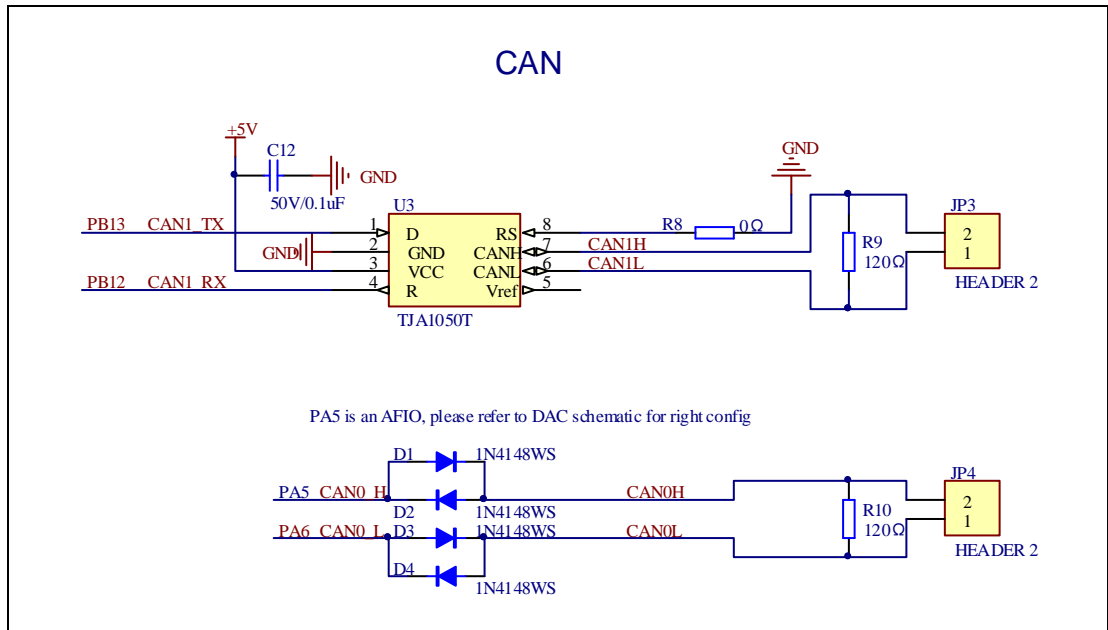 CAN
+5V
C12
GND
50V/0.1uF
GND
U3
R8
0Ω
JP3
PB13 CAN1_TX
1
D
RS
8
2
GND
GND
CANH
7
CAN1H
3
VCC
CANL
6
CAN1L
PB12 CAN1_RX
4
R
Vref
5
TJA1050T
R9
120Ω
2
1
HEADER 2
PA5 is an AFIO, please refer to DAC schematic for right config
D1
1N4148WS
PA5 CAN0_H
CAN0H
D2
1N4148WS
PA6 CAN0_L
D3
1N4148WS
CAN0L
D4
1N4148WS
R10
120Ω
JP4
2
1
HEADER 2